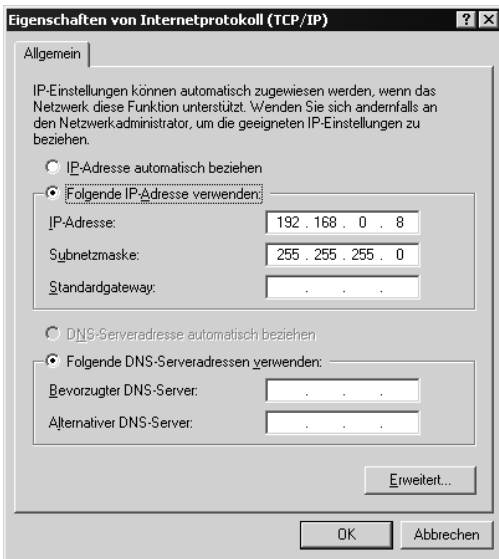 Eigenschaften von Internetprotokoll (TCP/IP)
Allgemein
IP-Einstellungen können automatisch zugewiesen werden, wenn das
Netzwerk diese Funktion unterstützt. Wenden Sie sich andernfalls an
den Netzwerkadministrator, um die geeigneten IP-Einstellungen zu
beziehen.
IP-Adresse automatisch beziehen
Folgende IP-Adresse verwenden:
IP-Adresse: 192 . 168 . 0 . 8
Subnetzmaske: 255 . 255 . 255 . 0
Standardgateway: . . .
DNS-Serveradresse automatisch beziehen
Folgende DNS-Serveradressen verwenden:
Bevorzugter DNS-Server: . . .
Alternativer DNS-Server: . . .
Erweitert...
OK Abbrechen